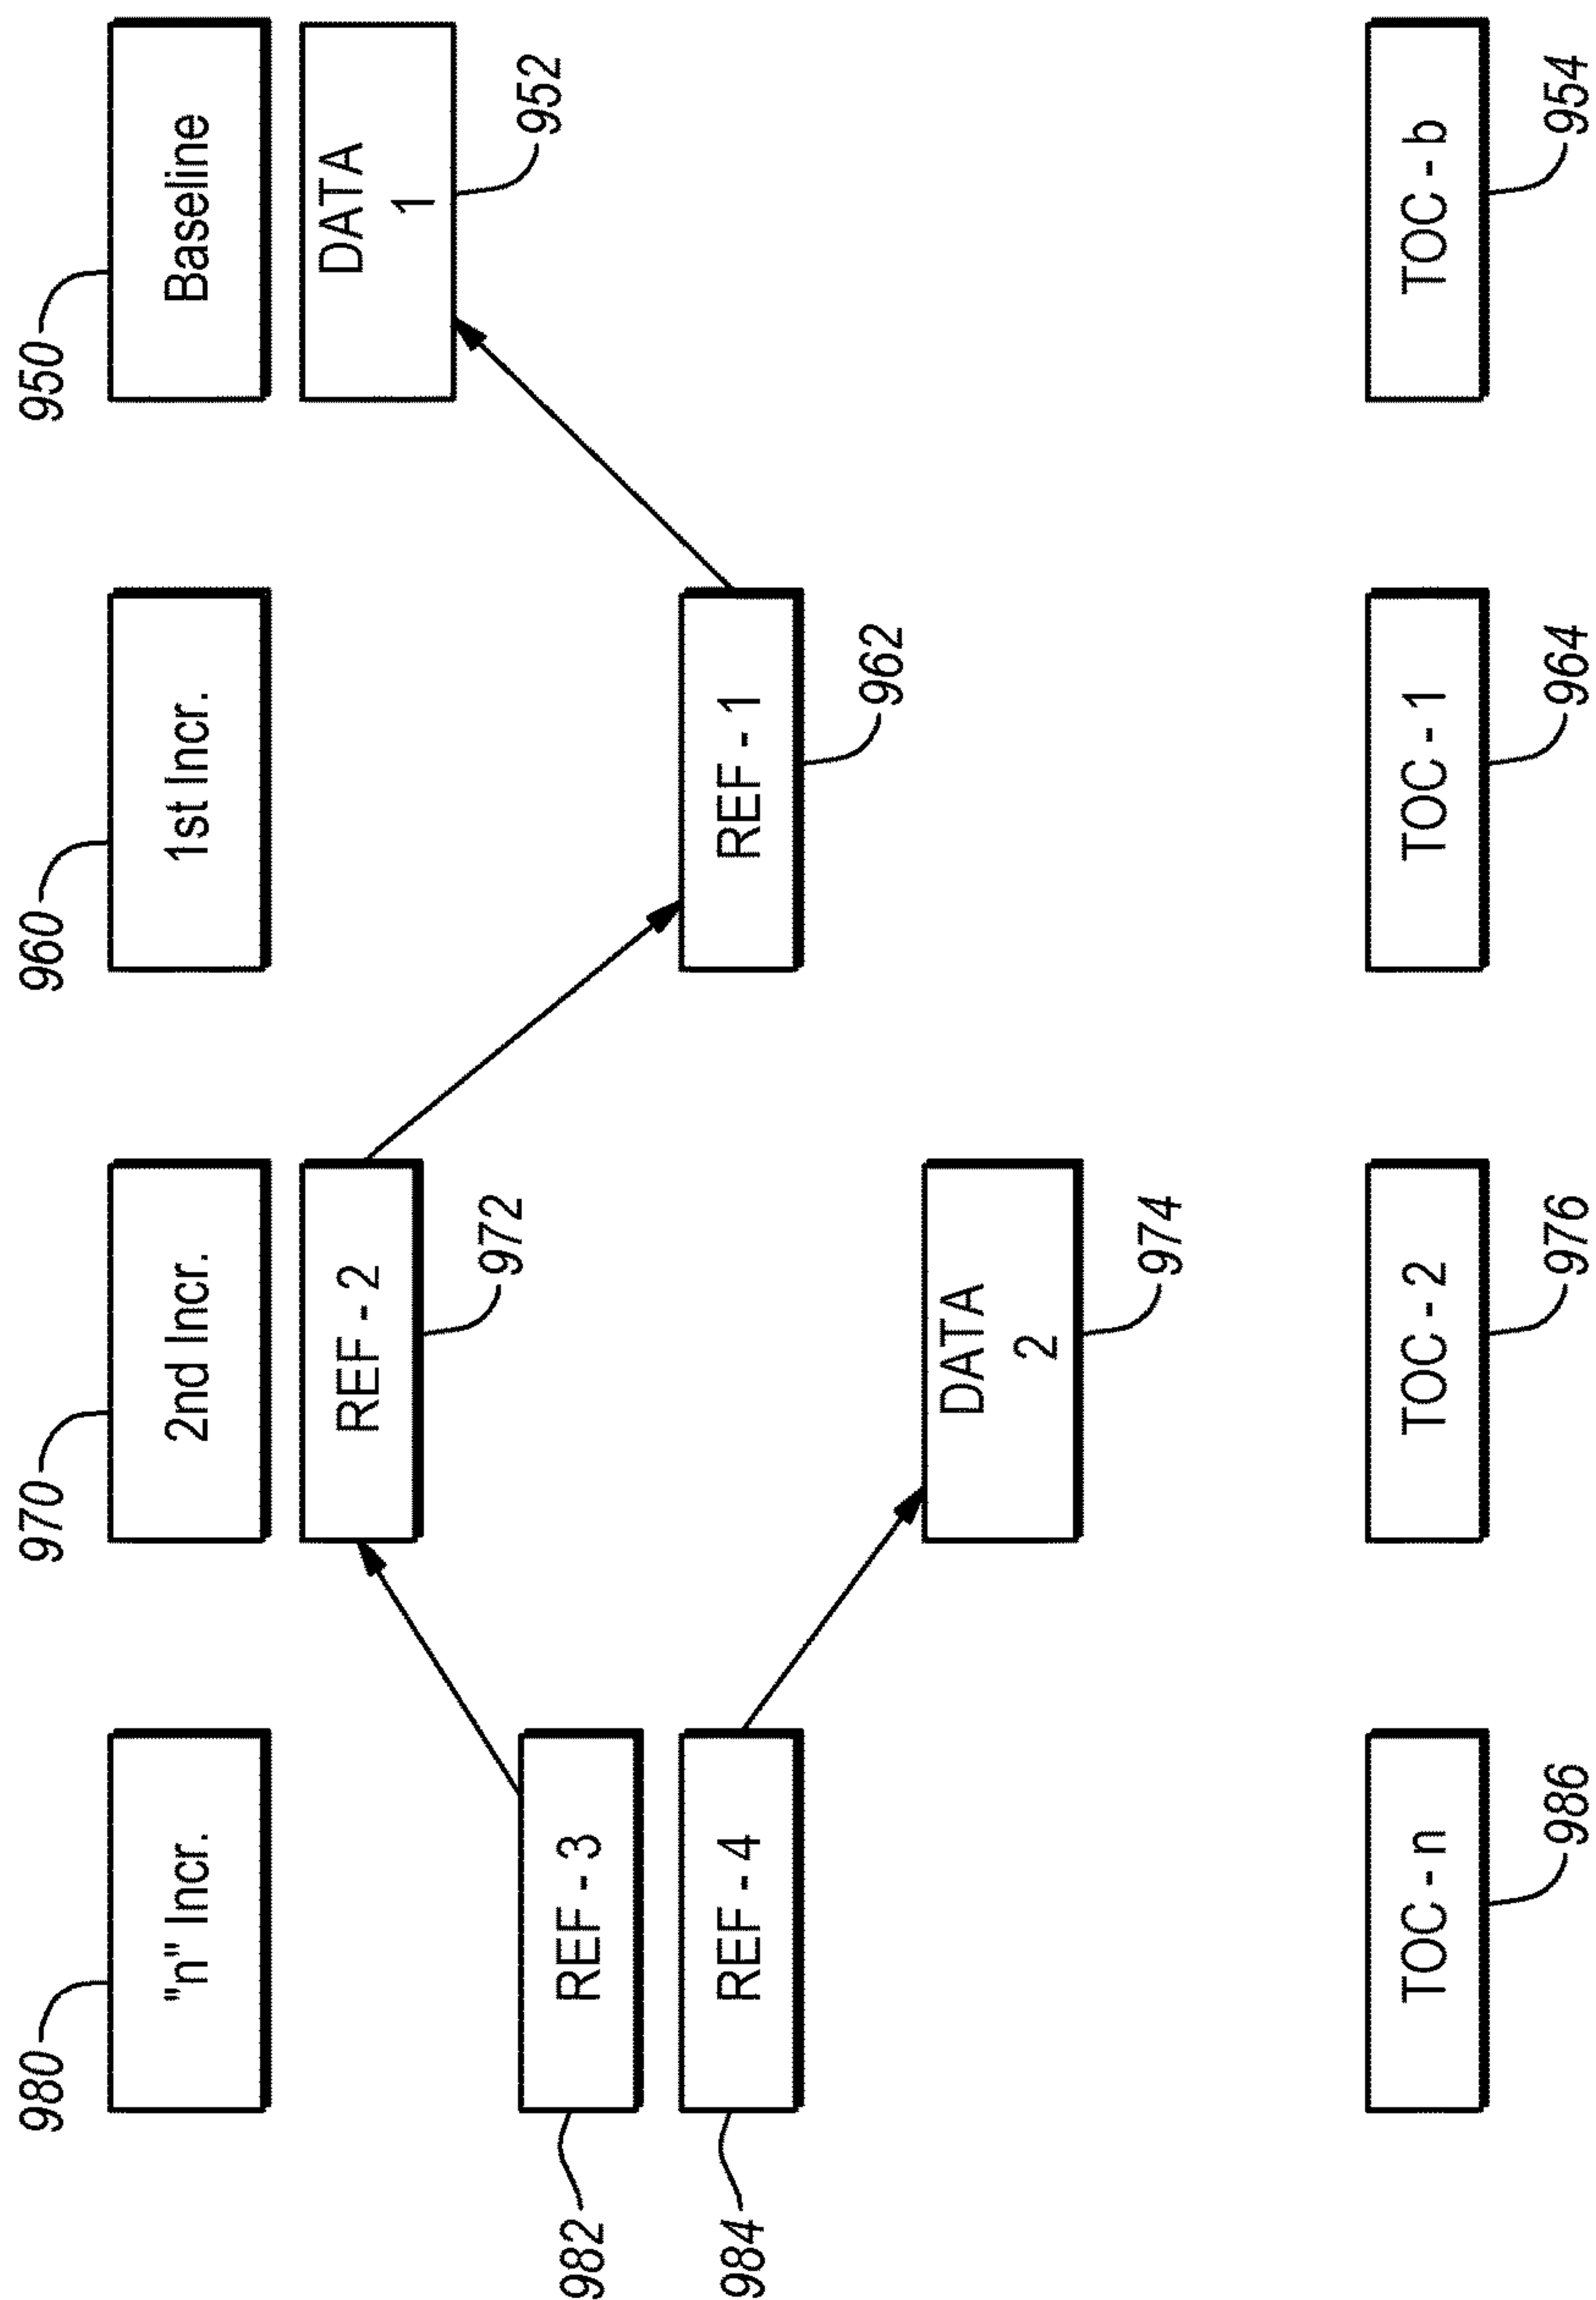 980
970
960
950
"n" Incr.
2nd Incr.
1st Incr.
Baseline
REF - 2
DATA
1
972
952
982
REF - 3
984
REF - 4
REF - 1
962
DATA
2
974
TOC - n
TOC - 2
TOC - 1
TOC - b
986
976
964
954